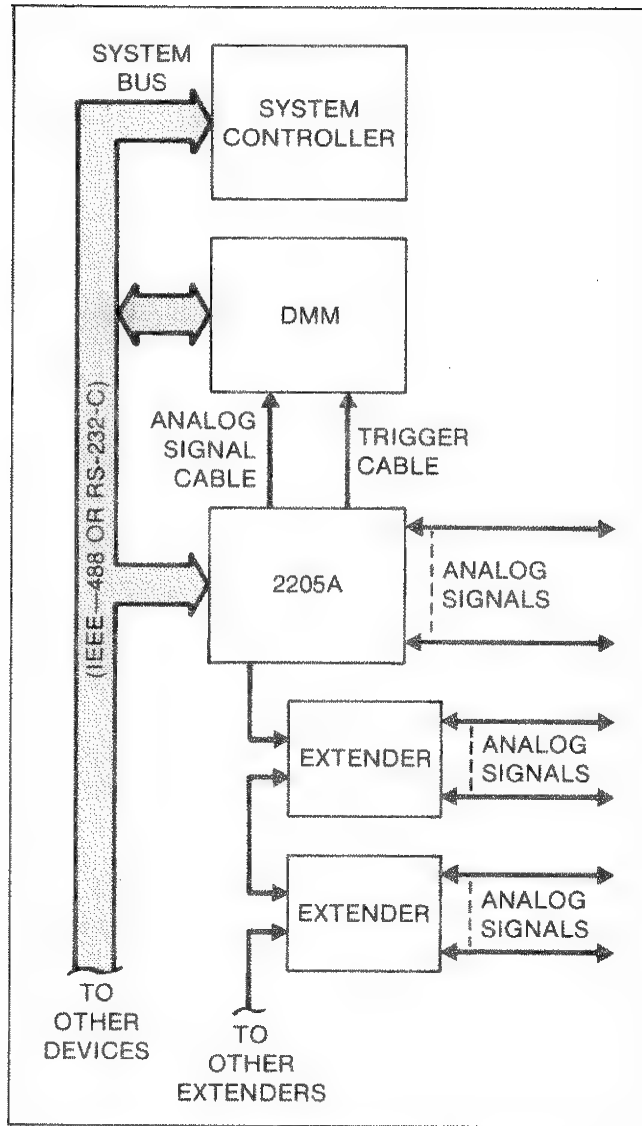 SYSTEM
BUS
SYSTEM
CONTROLLER
DMM
ANALOG
SIGNAL
CABLE
TRIGGER
CABLE
(IEEE—488 OR RS-232-C)
2205A
ANALOG
SIGNALS
EXTENDER
ANALOG
SIGNALS
EXTENDER
ANALOG
SIGNALS
TO
OTHER
DEVICES
TO
OTHER
EXTENDERS